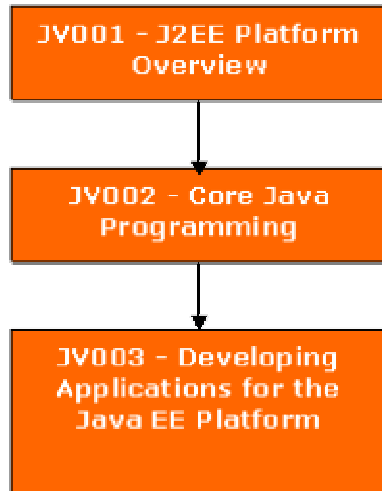 JV001 - J2EE Platform
Overview
JV002 - Core Java
Programming
JV003 - Developing
Applications for the
Java EE Platform